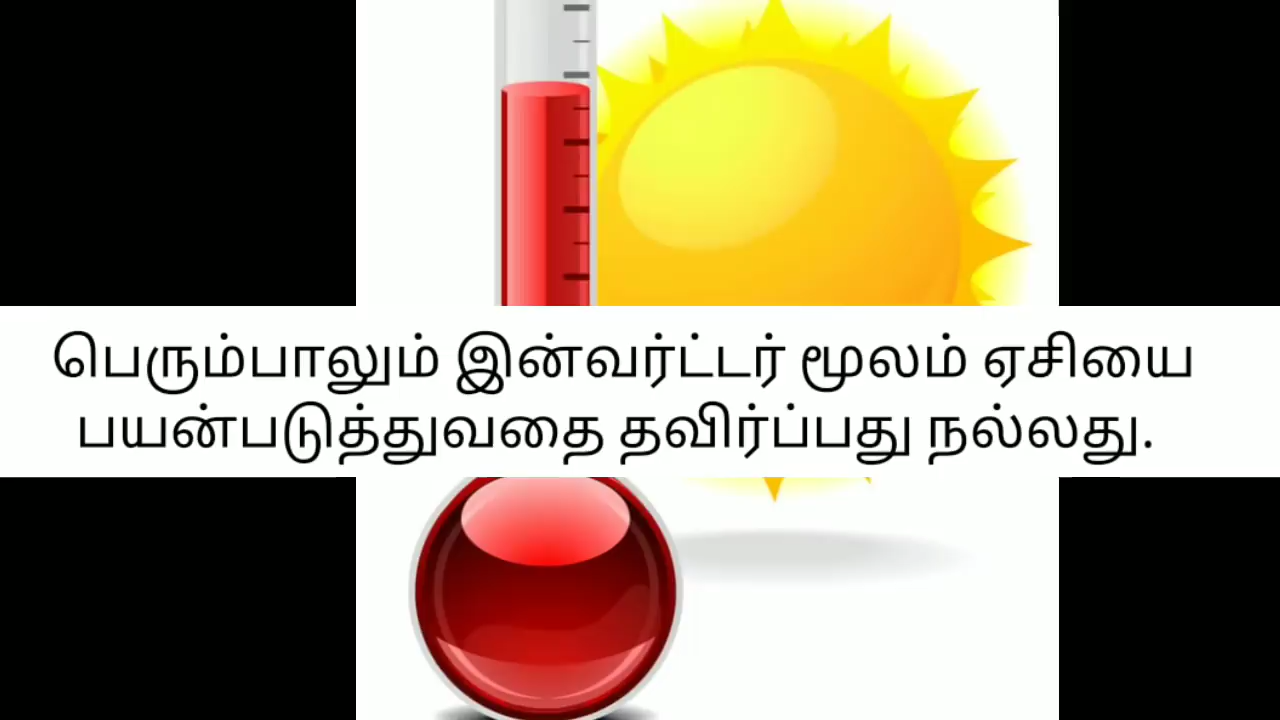 பெரும்பாலும் இன்வர்ட்டர் மூலம் ஏசியை
பயன்படுத்துவதை தவிர்ப்பது நல்லது.